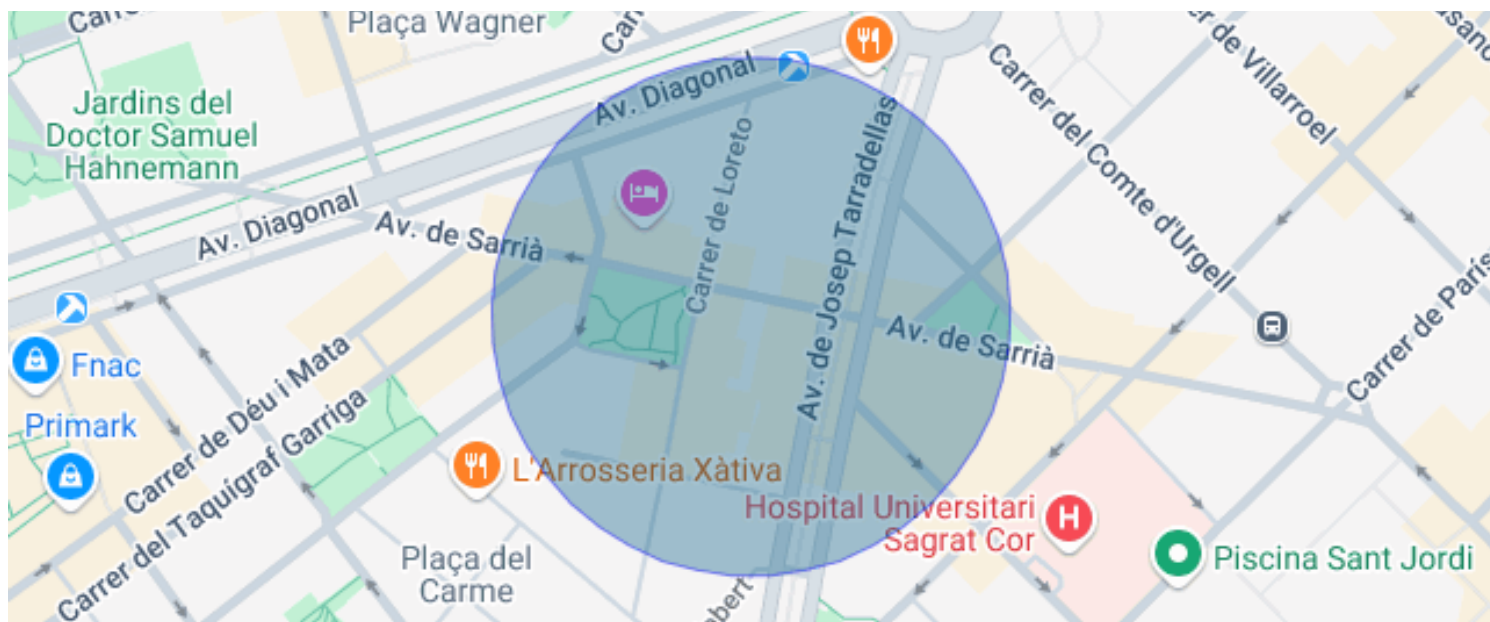 Plaça Wagner
Av. Diagonal
Jardins del
Doctor Samuel
Hahnemann
Av. Diagonal
Av. de Sarrià
Carrer de Loreto
Av. de Josep Tarradellas
Carrer del Comte d'Urgell
er de Villarroel
Carrer de París
Av. de Sarrià
Fnac
Primark
Carrer de Déu i Mata
Carrer del Taquígraf Garriga
L'Arrosseria Xàtiva
Hospital Universitari
Sagrat Cor
H
Piscina Sant Jordi
Plaça del
Carme